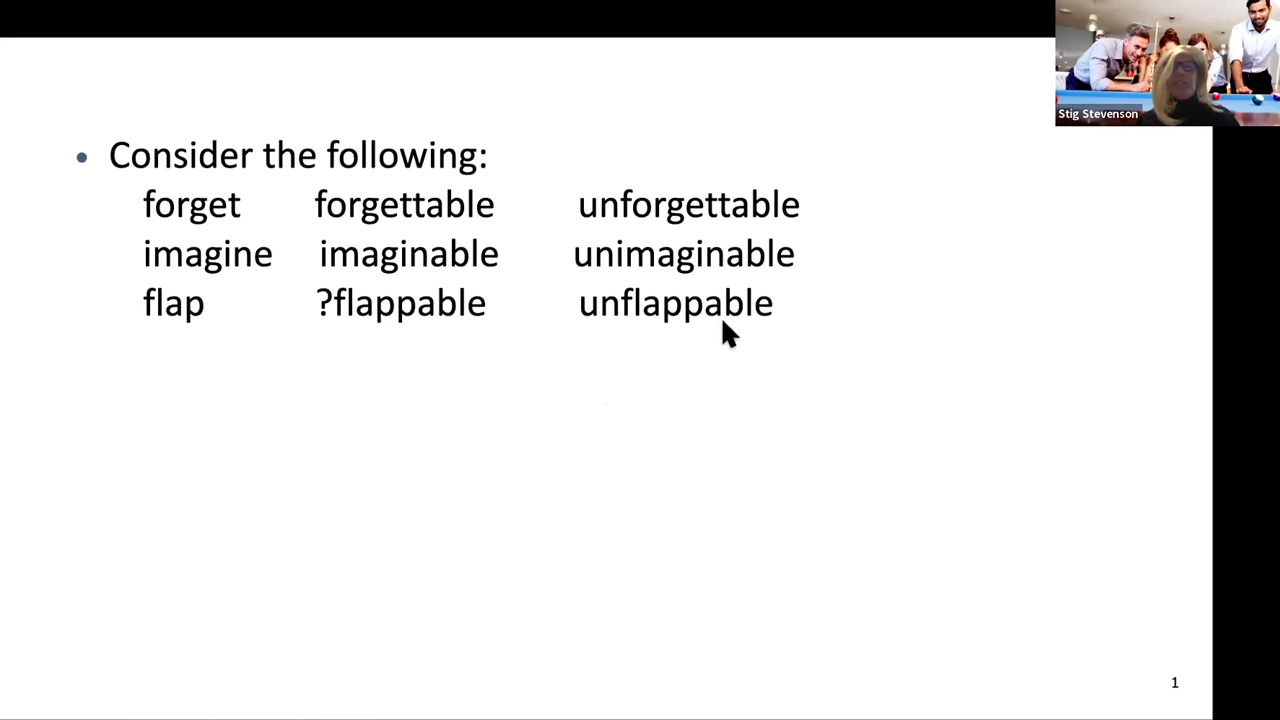 Stig Stevenson
• Consider the following:
forget forgettable unforgettable
imagine imaginable unimaginable
flap ?flappable unflappable
1